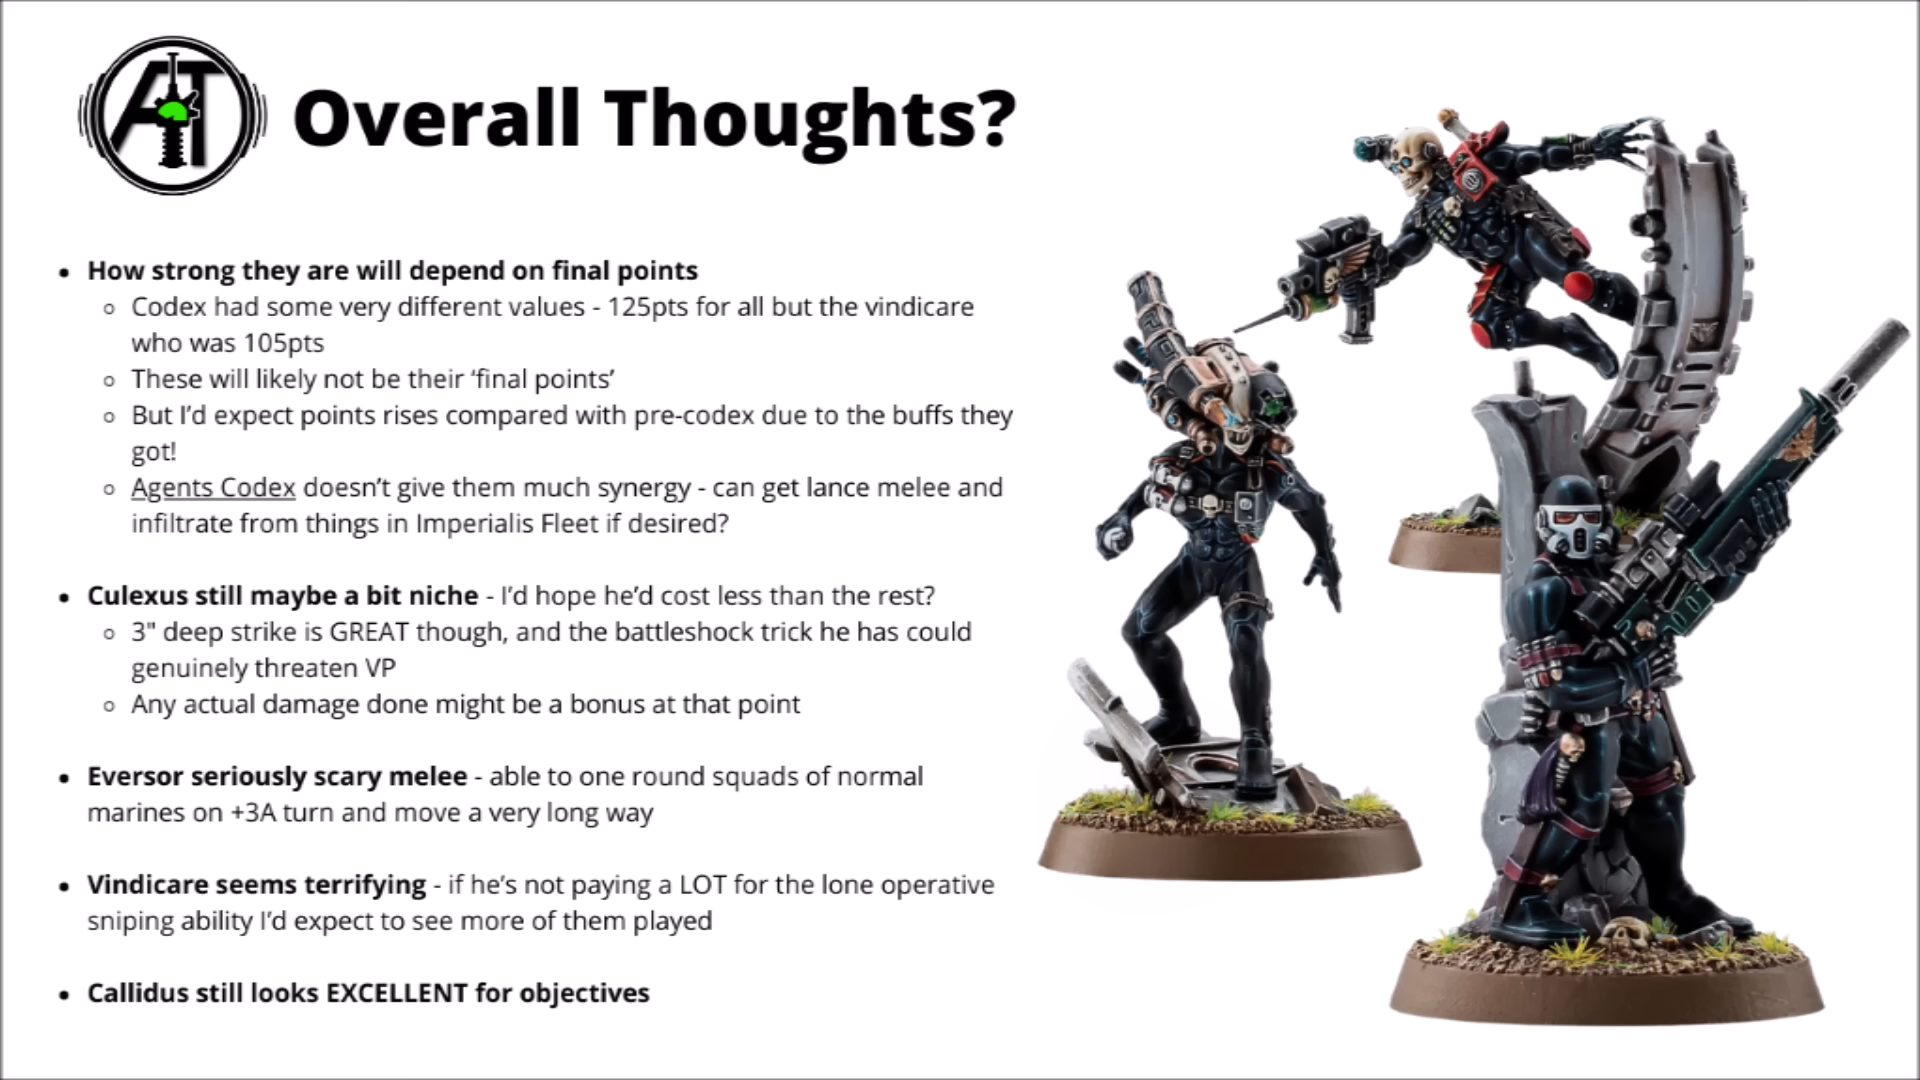 AT
Overall Thoughts?
• How strong they are will depend on final points
○ Codex had some very different values - 125pts for all but the vindicare
who was 105pts
○ These will likely not be their ‘final points’
○ But I’d expect points rises compared with pre-codex due to the buffs they
got!
○ Agents Codex doesn’t give them much synergy - can get lance melee and
infiltrate from things in Imperialis Fleet if desired?
• Culexus still maybe a bit niche - I’d hope he’d cost less than the rest?
○ 3" deep strike is GREAT though, and the battleshock trick he has could
genuinely threaten VP
○ Any actual damage done might be a bonus at that point
• Eversor seriously scary melee - able to one round squads of normal
marines on +3A turn and move a very long way
• Vindicare seems terrifying - if he’s not paying a LOT for the lone operative
sniping ability I’d expect to see more of them played
• Callidus still looks EXCELLENT for objectives